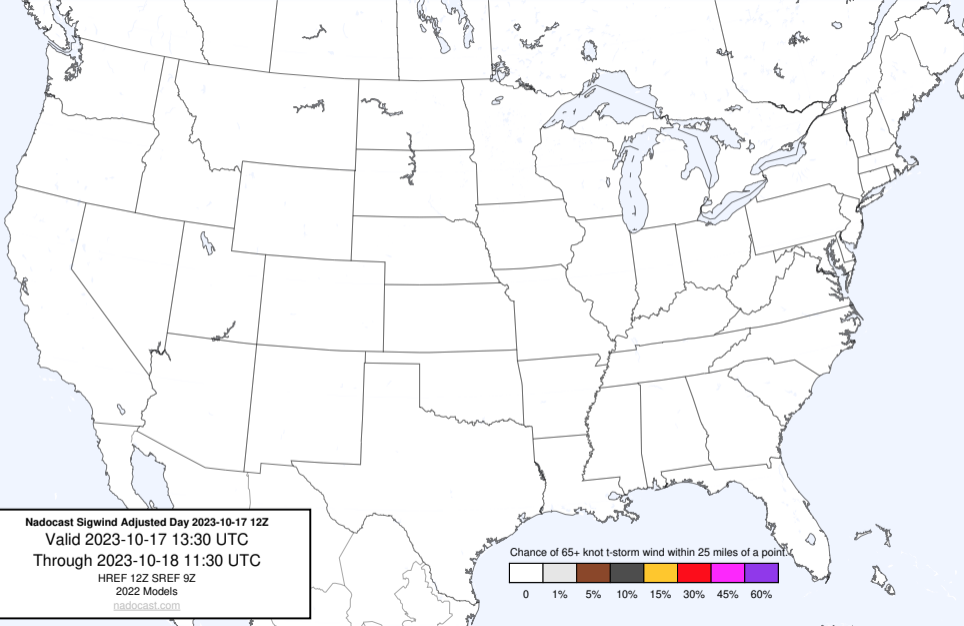 Nadocast Sigwind Adjusted Day 2023-10-17 12Z
Valid 2023-10-17 13:30 UTC
Through 2023-10-18 11:30 UTC
HREF 12Z SREF 9Z
2022 Models
nadocast.com
Chance of 65+ knot t-storm wind within 25 miles of a point.
0 1% 5% 10% 15% 30% 45% 60%